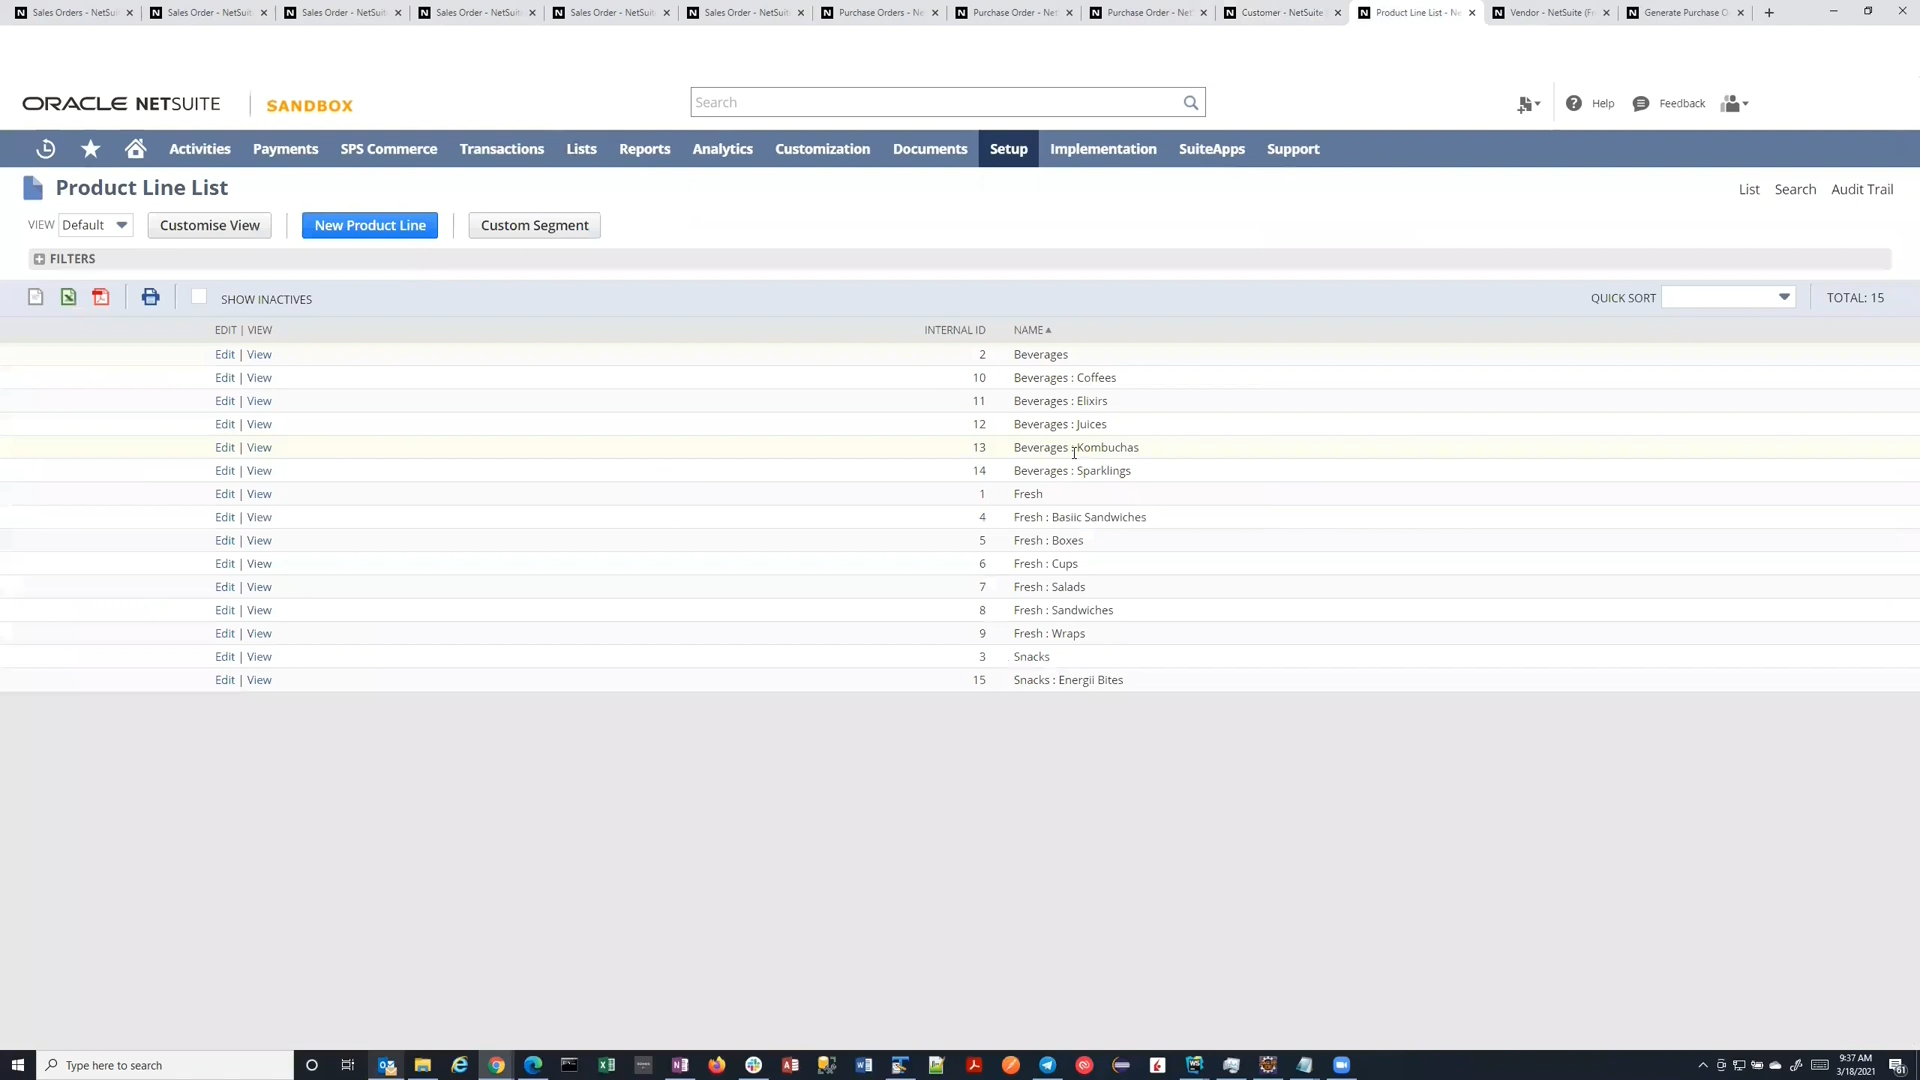 Sales Orders - NetSui Sales Order - NetSuit Sales Order - NetSuit Sales Order - NetSuit Sales Order - NetSuit Sales Order - NetSuit Purchase Orders - Ne Purchase Order - Net Purchase Order - Net Customer - NetSuite Product Line List - Ne Vendor - NetSuite (Fr Generate Purchase O
ORACLE NETSUITE SANDBOX Search Help Feedback
Activities Payments SPS Commerce Transactions Lists Reports Analytics Customization Documents Setup Implementation SuiteApps Support
Product Line List List Search Audit Trail
VIEW Default Customise View New Product Line Custom Segment
FILTERS
SHOW INACTIVES QUICK SORT TOTAL: 15
EDIT | VIEW INTERNAL ID NAME
Edit | View 2 Beverages
Edit | View 10 Beverages : Coffees
Edit | View 11 Beverages : Elixirs
Edit | View 12 Beverages : Juices
Edit | View 13 Beverages : Kombuchas
Edit | View 14 Beverages : Sparklings
Edit | View 1 Fresh
Edit | View 4 Fresh : Basiic Sandwiches
Edit | View 5 Fresh : Boxes
Edit | View 6 Fresh : Cups
Edit | View 7 Fresh : Salads
Edit | View 8 Fresh : Sandwiches
Edit | View 9 Fresh : Wraps
Edit | View 3 Snacks
Edit | View 15 Snacks : Energii Bites
Type here to search 9:37 AM
3/18/2021